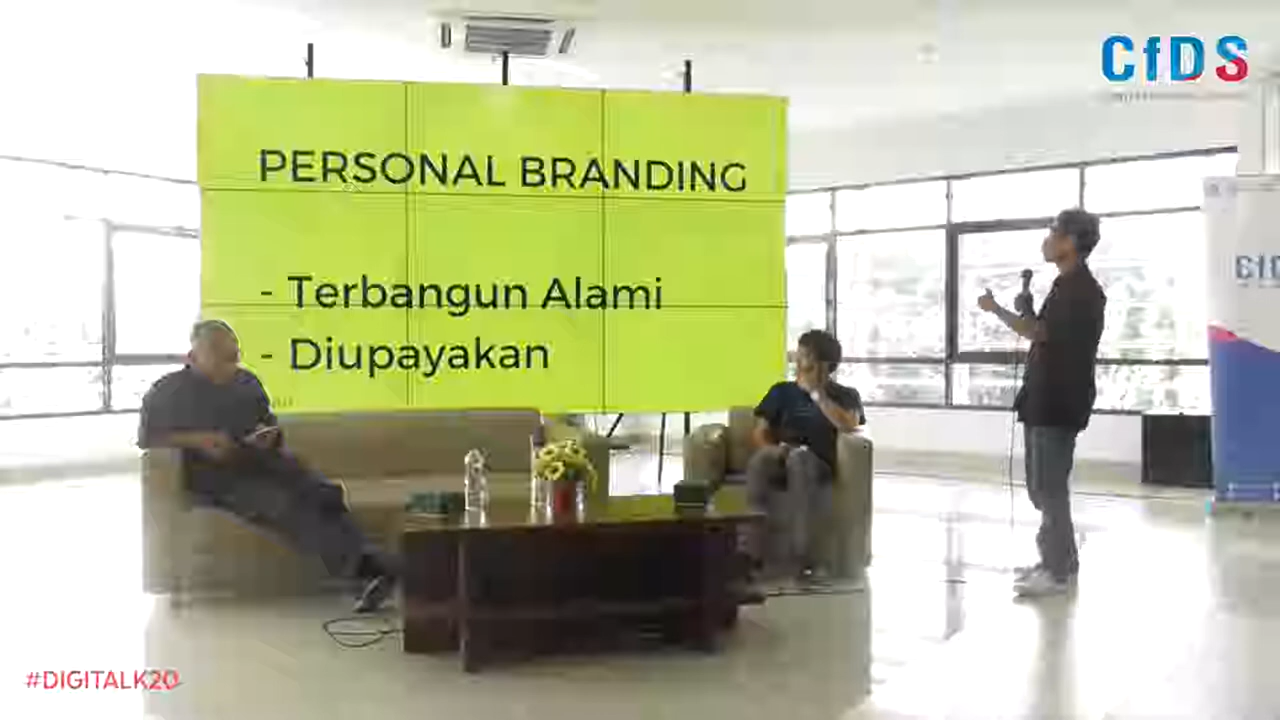 CfDS
PERSONAL BRANDING
- Terbangun Alami
- Diupayakan
#DIGITALK20